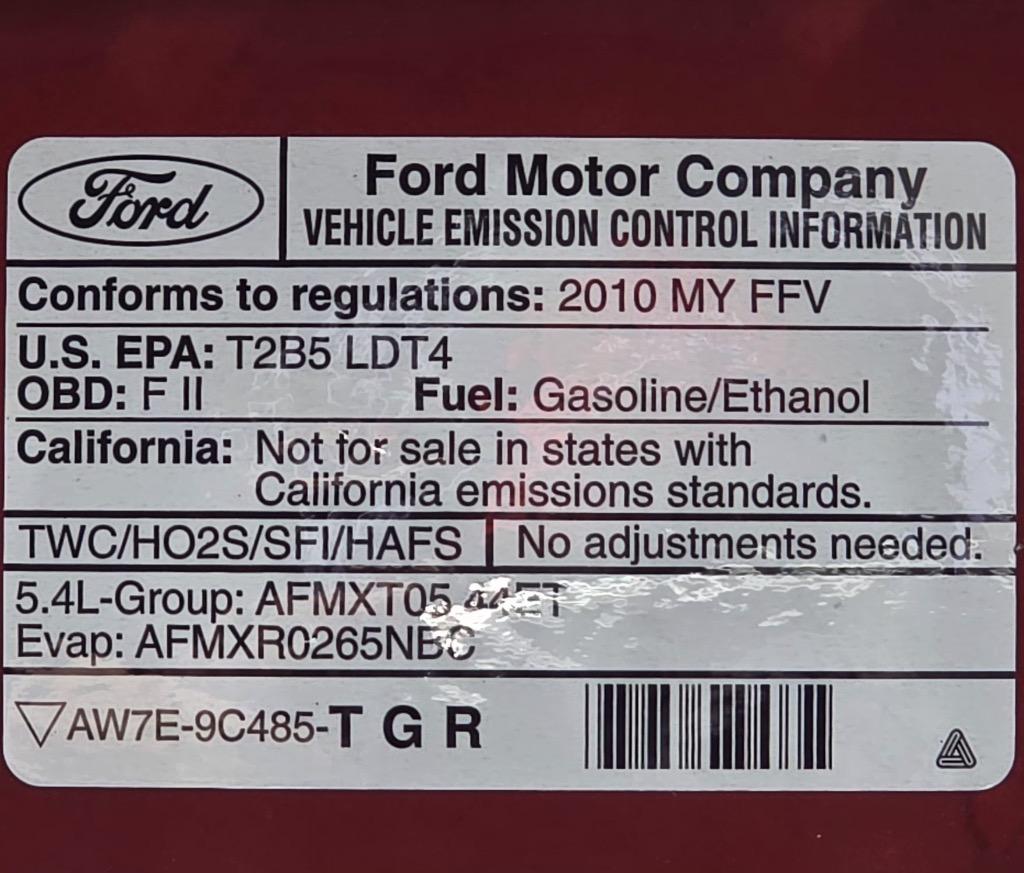 Ford
Ford Motor Company
VEHICLE EMISSION CONTROL INFORMATION
Conforms to regulations: 2010 MY FFV
U.S. EPA: T2B5 LDT4
OBD: F II Fuel: Gasoline/Ethanol
California: Not for sale in states with
California emissions standards.
TWC/HO2S/SFI/HAFS No adjustments needed.
5.4L-Group:
Evap: AFMXR0265NBC
AW7E-9C485-T G R